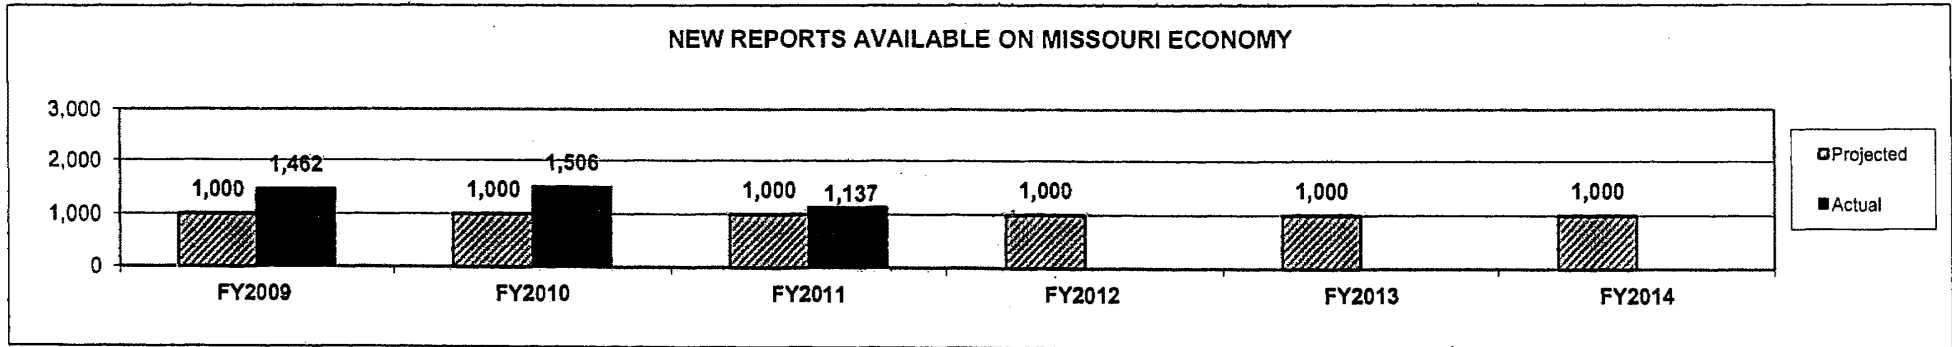 NEW REPORTS AVAILABLE ON MISSOURI ECONOMY
3,000
2,000
1,000
0
1,000 1,462
1,000 1,506
1,000 1,137
1,000
1,000
1,000
FY2009 FY2010 FY2011 FY2012 FY2013 FY2014
Projected
Actual